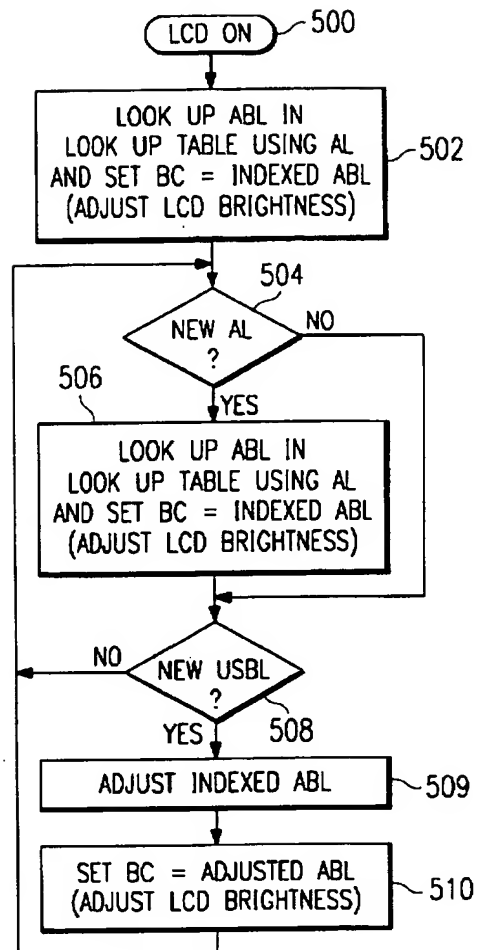 LCD ON
500
LOOK UP ABL IN
LOOK UP TABLE USING AL
AND SET BC = INDEXED ABL
(ADJUST LCD BRIGHTNESS)
502
504
NEW AL
?
NO
YES
506
LOOK UP ABL IN
LOOK UP TABLE USING AL
AND SET BC = INDEXED ABL
(ADJUST LCD BRIGHTNESS)
NO
NEW USBL
?
508
YES
ADJUST INDEXED ABL
509
SET BC = ADJUSTED ABL
(ADJUST LCD BRIGHTNESS)
510